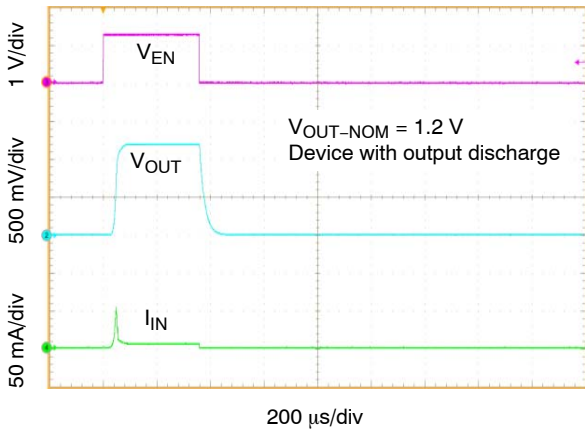 1 V/div
V_EN
V_OUT–NOM = 1.2 V
Device with output discharge
500 mV/div
V_OUT
50 mA/div
I_IN
200 μs/div